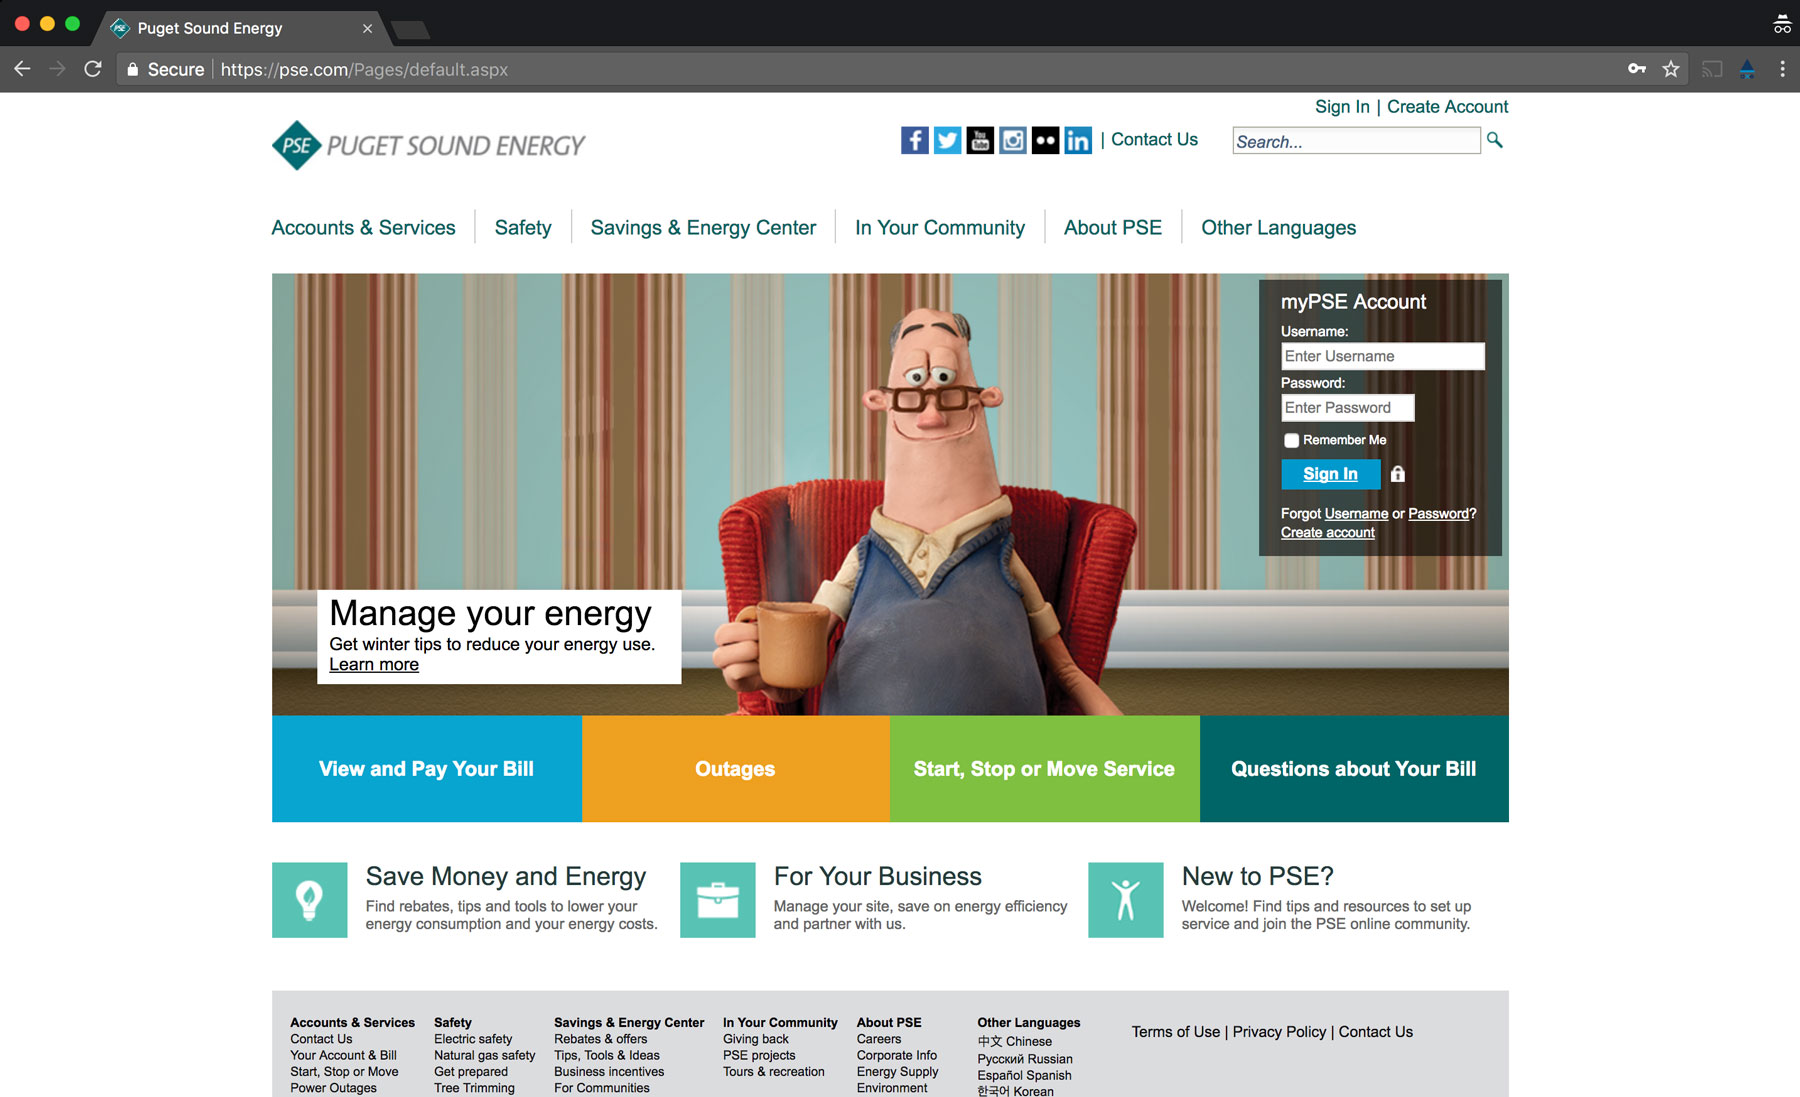 Puget Sound Energy
Secure https://pse.com/Pages/default.aspx
Sign In | Create Account
PSE PUGET SOUND ENERGY
You Tube
in
| Contact Us
Search...
Accounts & Services
Safety
Savings & Energy Center
In Your Community
About PSE
Other Languages
myPSE Account
Username:
Enter Username
Password:
Enter Password
Remember Me
Sign In
Forgot Username or Password?
Create account
Manage your energy
Get winter tips to reduce your energy use.
Learn more
View and Pay Your Bill
Outages
Start, Stop or Move Service
Questions about Your Bill
Save Money and Energy
Find rebates, tips and tools to lower your
energy consumption and your energy costs.
For Your Business
Manage your site, save on energy efficiency
and partner with us.
New to PSE?
Welcome! Find tips and resources to set up
service and join the PSE online community.
Accounts & Services
Contact Us
Your Account & Bill
Start, Stop or Move
Power Outages
Safety
Electric safety
Natural gas safety
Get prepared
Tree Trimming
Savings & Energy Center
Rebates & offers
Tips, Tools & Ideas
Business incentives
For Communities
In Your Community
Giving back
PSE projects
Tours & recreation
About PSE
Careers
Corporate Info
Energy Supply
Environment
Other Languages
中文 Chinese
Русский Russian
Español Spanish
한국어 Korean
Terms of Use | Privacy Policy | Contact Us